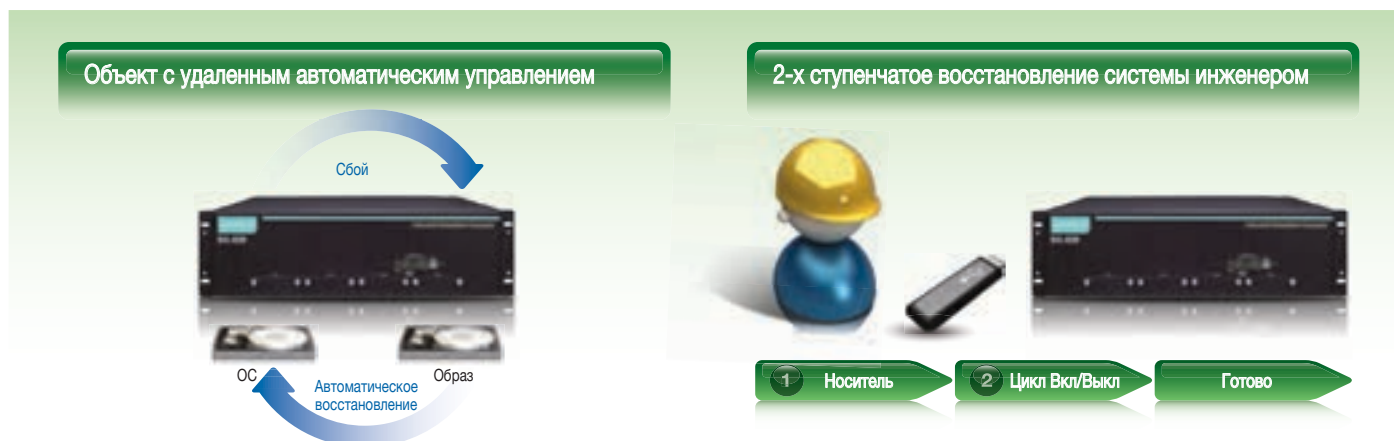 Объект с удаленным автоматическим управлением
Сбой
ОС
Образ
Автоматическое
восстановление
2-х ступенчатое восстановление системы инженером
1 Носитель
2 Цикл Вкл/Выкл
Готово